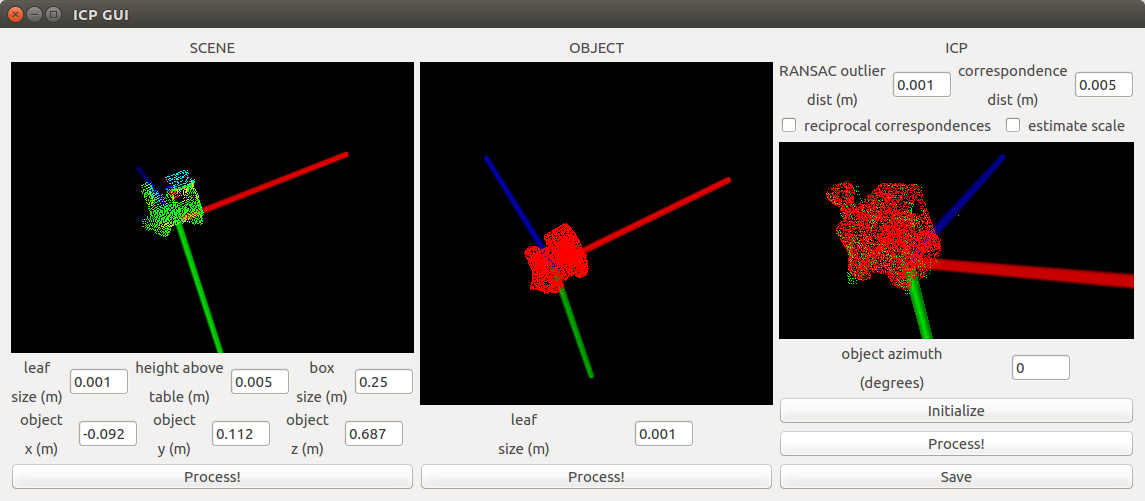 ICP GUI
SCENE
OBJECT
ICP
RANSAC outlier
dist (m)
0.001
correspondence
dist (m)
0.005
reciprocal correspondences
estimate scale
leaf
size (m)
0.001
height above
table (m)
0.005
box
size (m)
0.25
object
x (m)
-0.092
object
y (m)
0.112
object
z (m)
0.687
Process!
leaf
size (m)
0.001
Process!
object azimuth
(degrees)
0
Initialize
Process!
Save